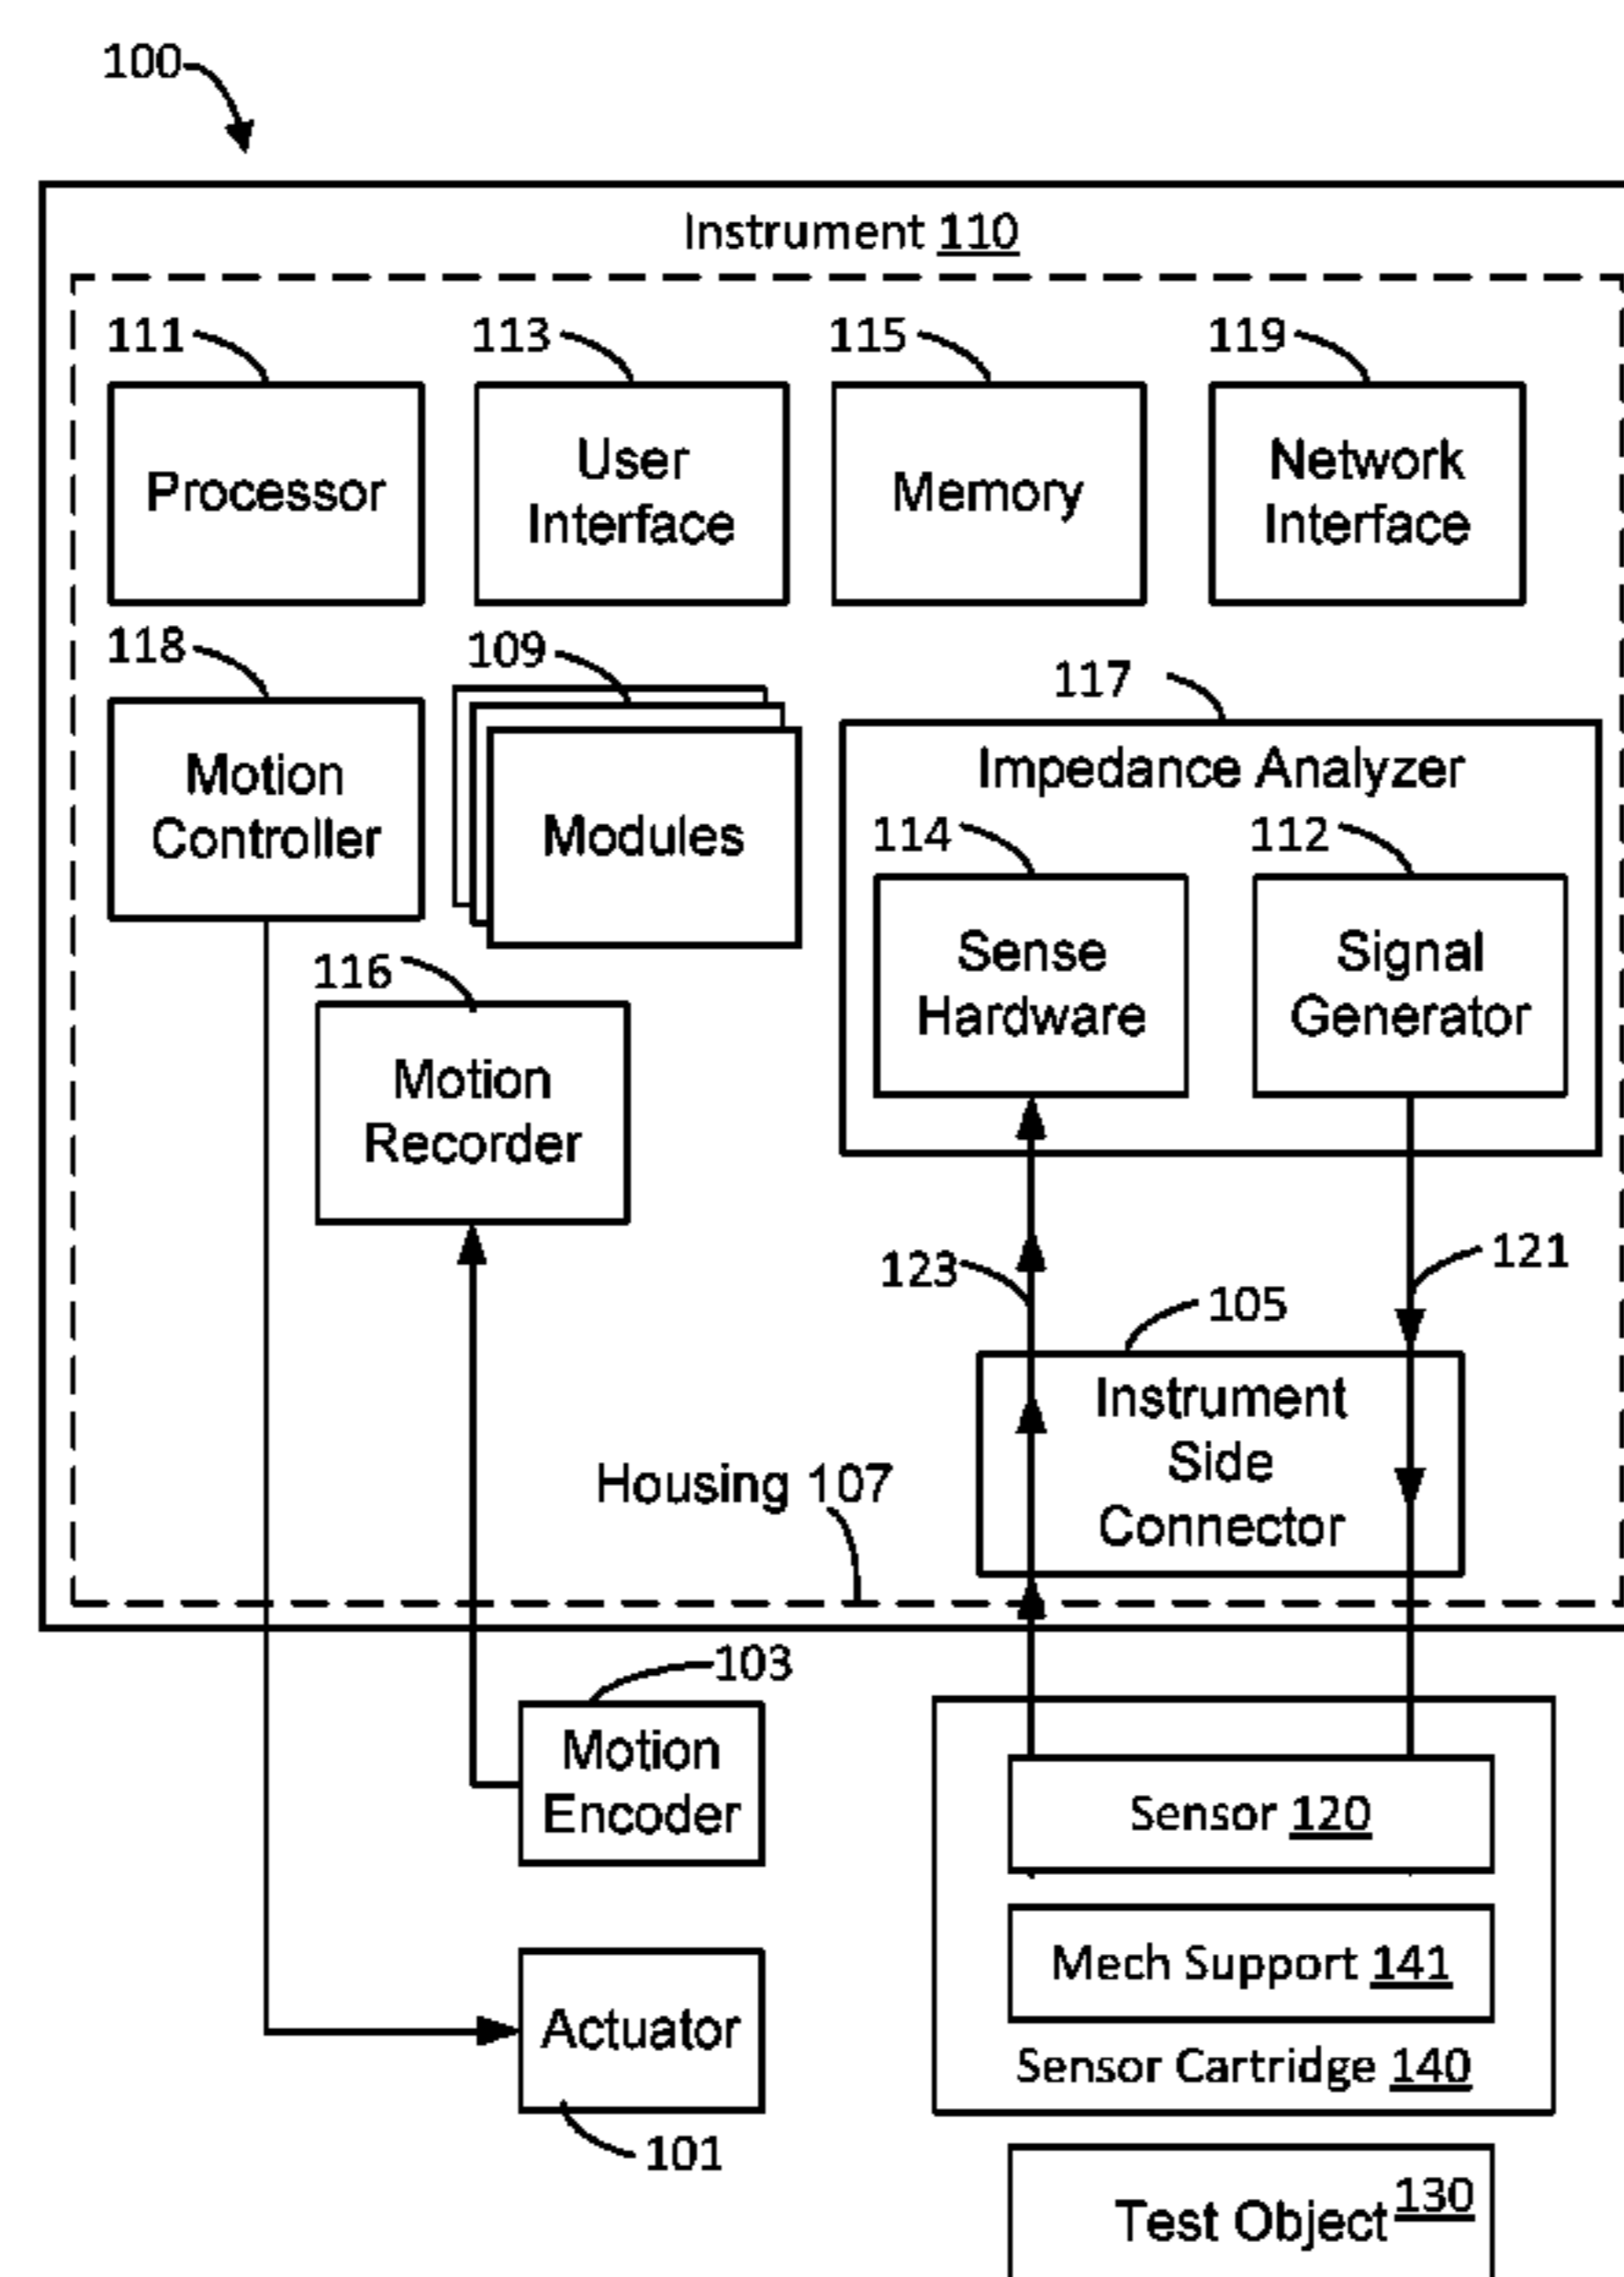 100
Instrument 110
111
113
115
119
Processor
User
Interface
Memory
Network
Interface
118
109
117
Motion
Controller
Modules
Impedance Analyzer
114
112
Sense
Hardware
Signal
Generator
116
Motion
Recorder
123
121
105
Instrument
Side
Connector
Housing 107
103
Motion
Encoder
Sensor 120
Mech Support 141
Sensor Cartridge 140
Actuator
101
Test Object 130